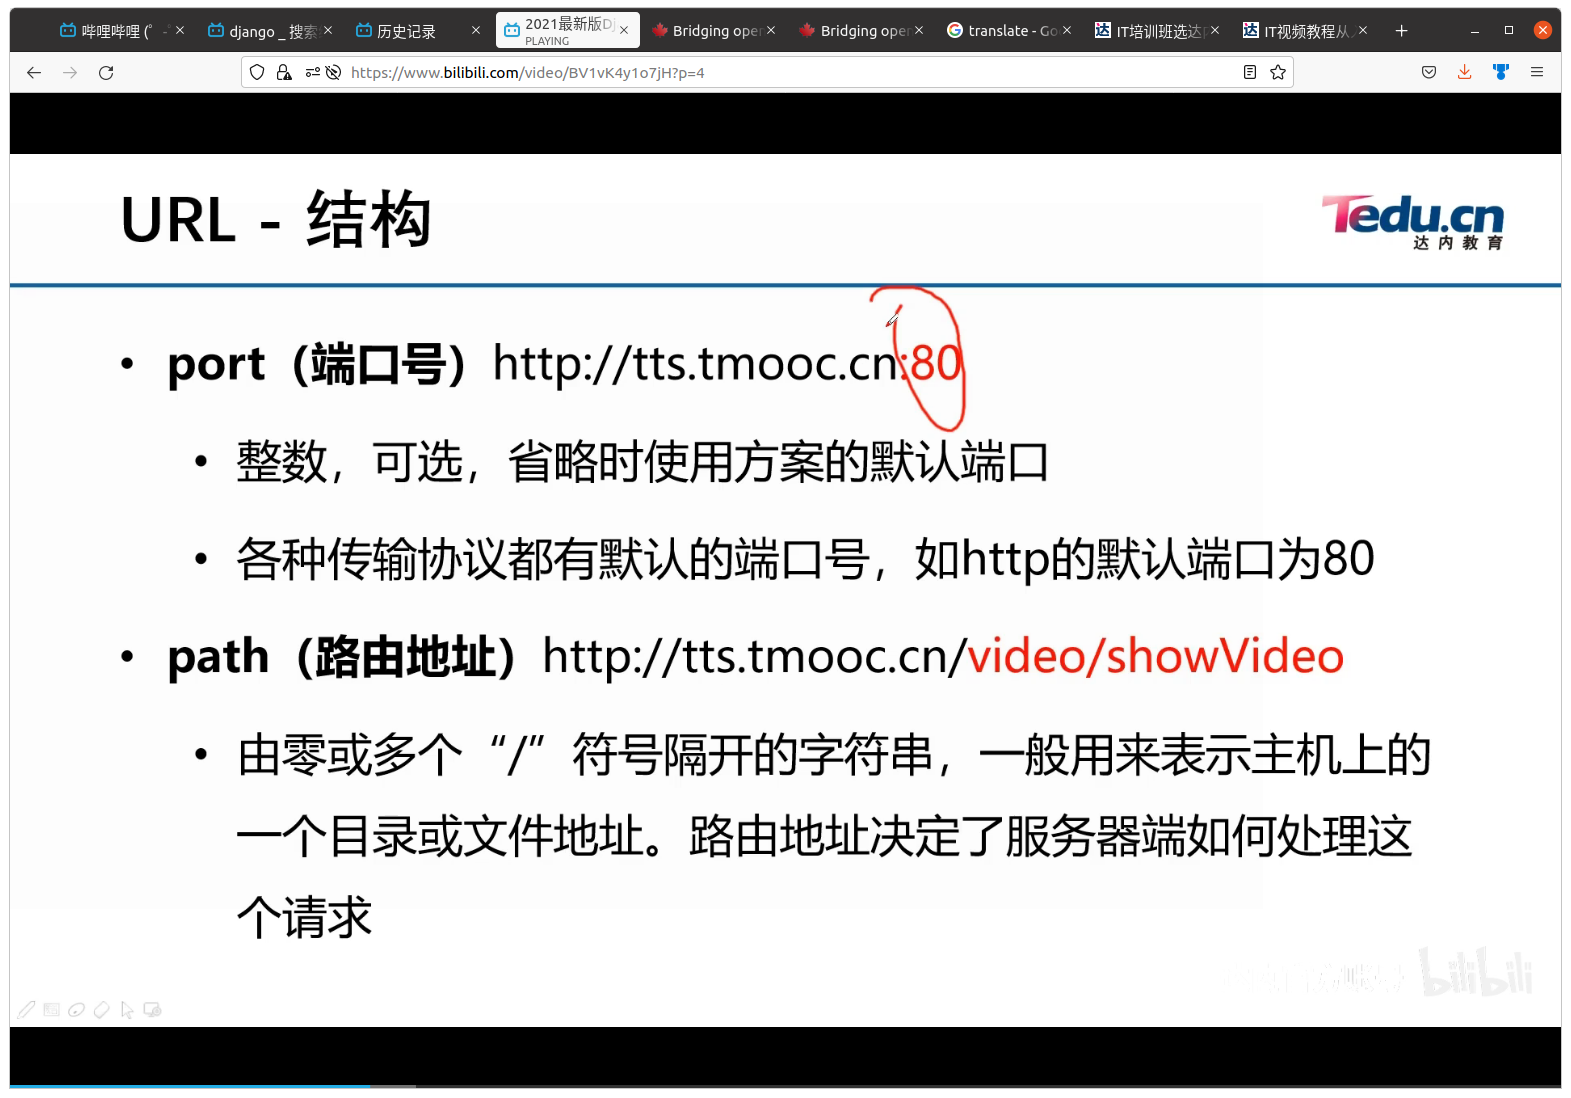 哔哩哔哩 (゜-゜
django _ 搜索
历史记录
2021最新版Dj
PLAYING
Bridging oper
Bridging oper
translate - Go
IT培训班选达内
IT视频教程从入
https://www.bilibili.com/video/BV1vK4y1o7jH?p=4
URL - 结构
Tedu.cn
达内教育
• port（端口号）http://tts.tmooc.cn:80
• 整数，可选，省略时使用方案的默认端口
• 各种传输协议都有默认的端口号，如http的默认端口为80
• path（路由地址）http://tts.tmooc.cn/video/showVideo
• 由零或多个“/”符号隔开的字符串，一般用来表示主机上的
一个目录或文件地址。路由地址决定了服务器端如何处理这
个请求
bilibili